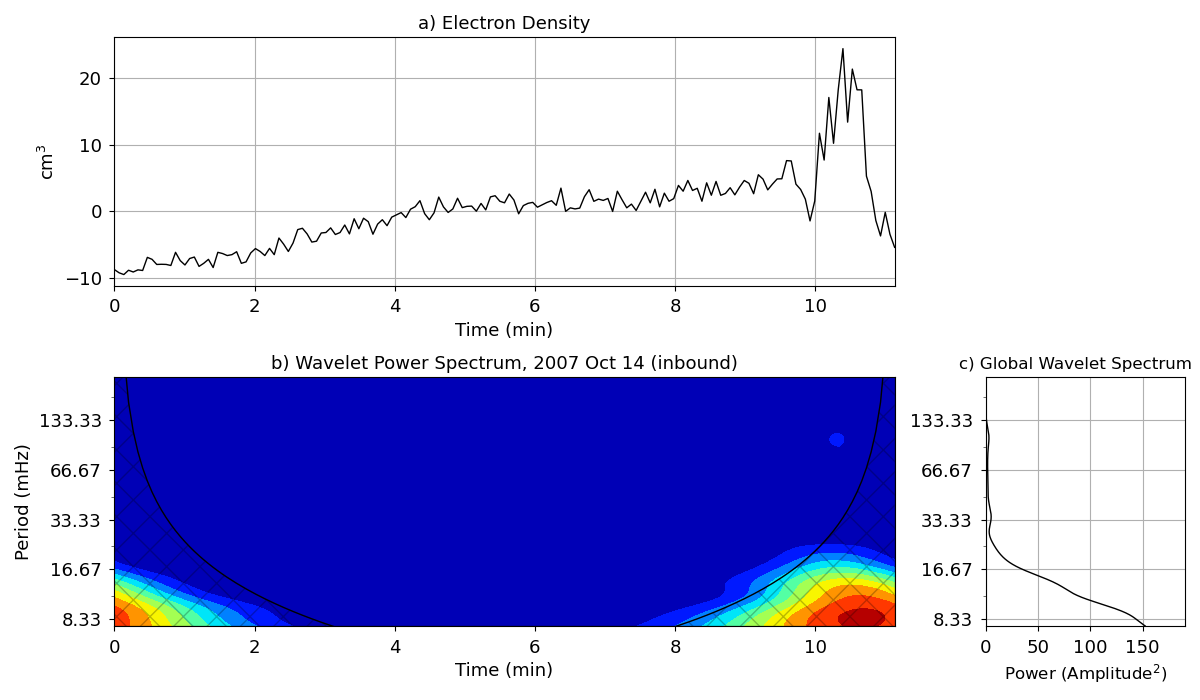 a) Electron Density
20
10
0
−10
cm³
0 2 4 6 8 10
Time (min)
b) Wavelet Power Spectrum, 2007 Oct 14 (inbound)
133.33
66.67
33.33
16.67
8.33
Period (mHz)
0 2 4 6 8 10
Time (min)
c) Global Wavelet Spectrum
133.33
66.67
33.33
16.67
8.33
0 50 100 150
Power (Amplitude²)